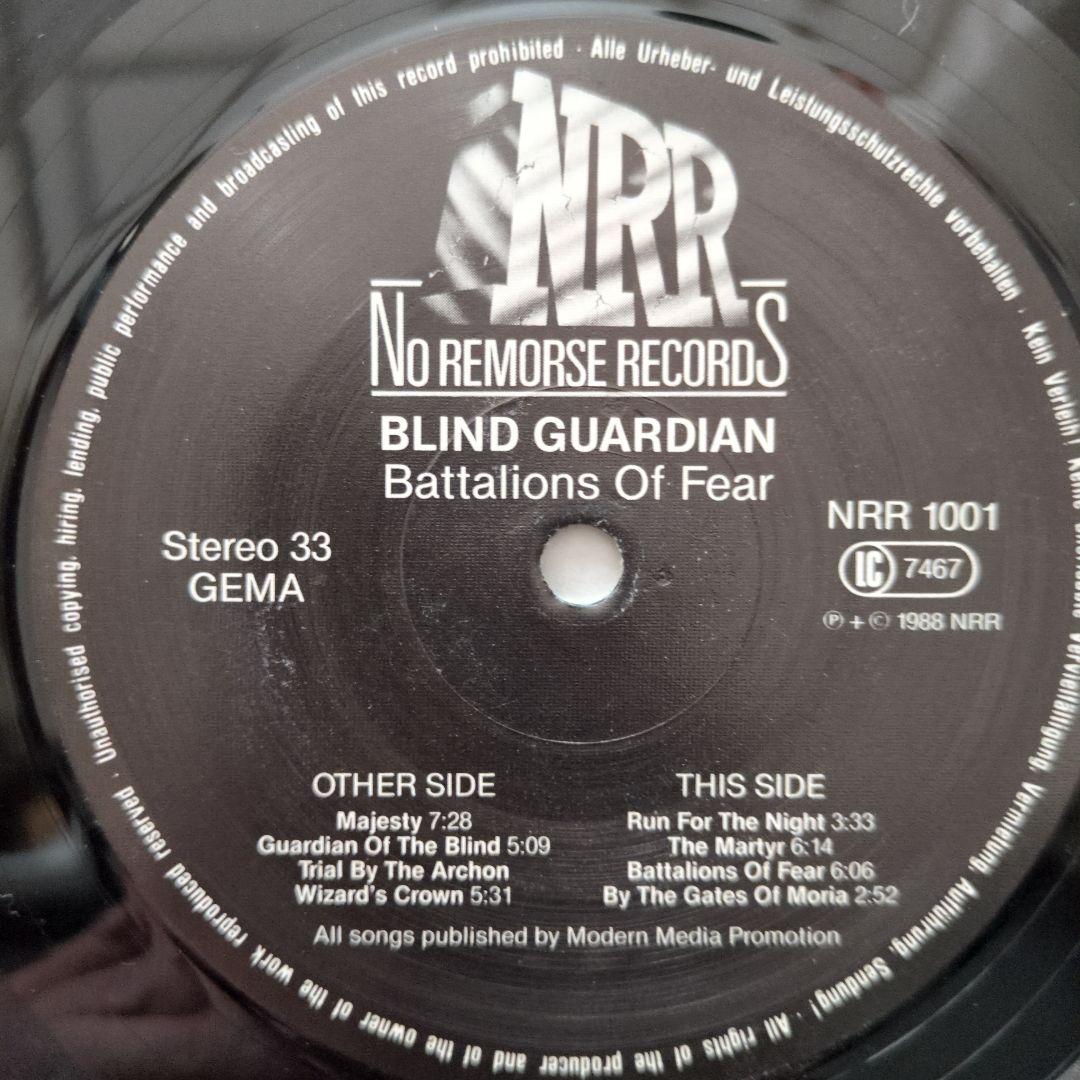 Unauthorised copying, hiring, lending, public performance and broadcasting of this record prohibited · Alle Urheber- und Leistungsschutzrechte vorbehalten · Kein Verleih! Keine Vervielfältigung, Vermietung, Aufführung, Sendung! · All rights of the producer and of the owner of the work reproduced reserved ·
NRR
NO REMORSE RECORDS
BLIND GUARDIAN
Battalions Of Fear
Stereo 33
GEMA
NRR 1001
LC 7467
Ⓟ + © 1988 NRR
OTHER SIDE
Majesty 7:28
Guardian Of The Blind 5:09
Trial By The Archon
Wizard's Crown 5:31
THIS SIDE
Run For The Night 3:33
The Martyr 6:14
Battalions Of Fear 6:06
By The Gates Of Moria 2:52
All songs published by Modern Media Promotion